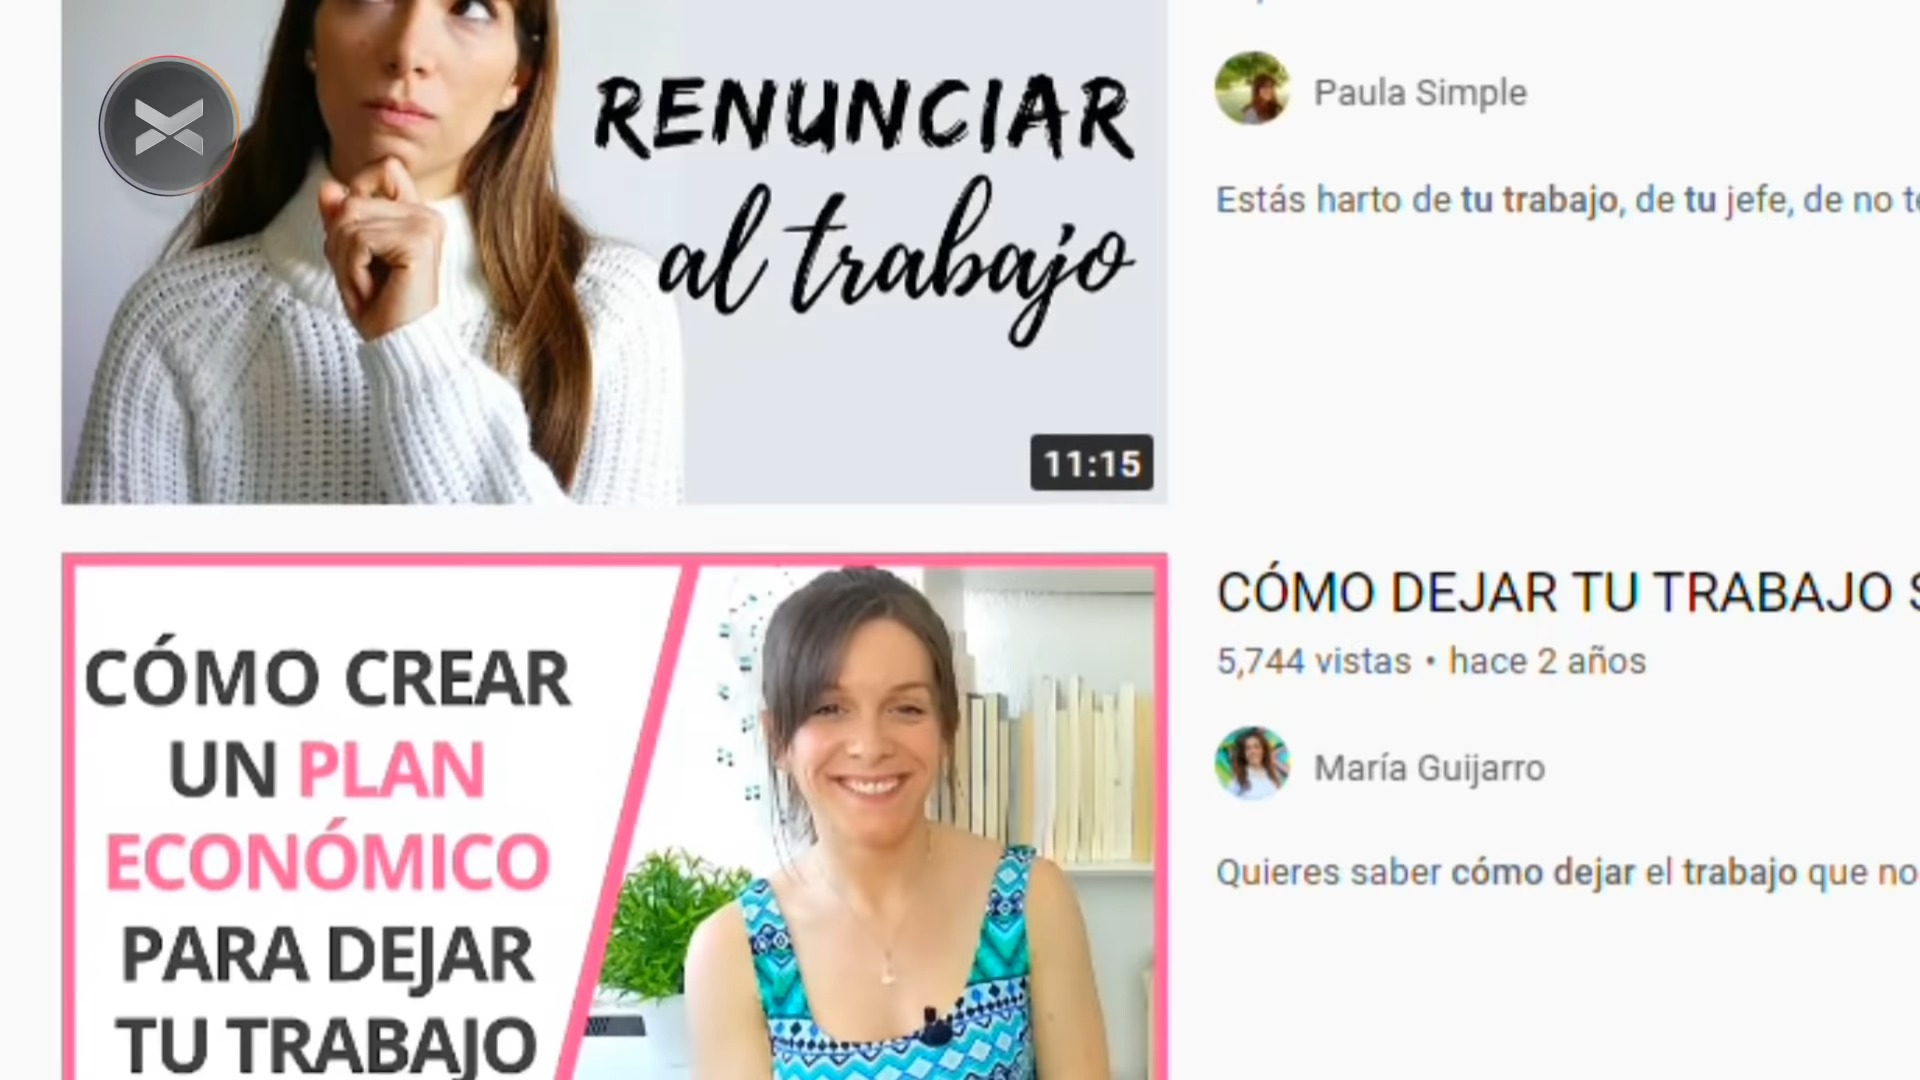 RENUNCIAR
al trabajo
11:15
Paula Simple
Estás harto de tu trabajo, de tu jefe, de no
CÓMO CREAR
UN PLAN
ECONÓMICO
PARA DEJAR
TU TRABAJO
CÓMO DEJAR TU TRABAJO
5,744 vistas • hace 2 años
María Guijarro
Quieres saber cómo dejar el trabajo que no